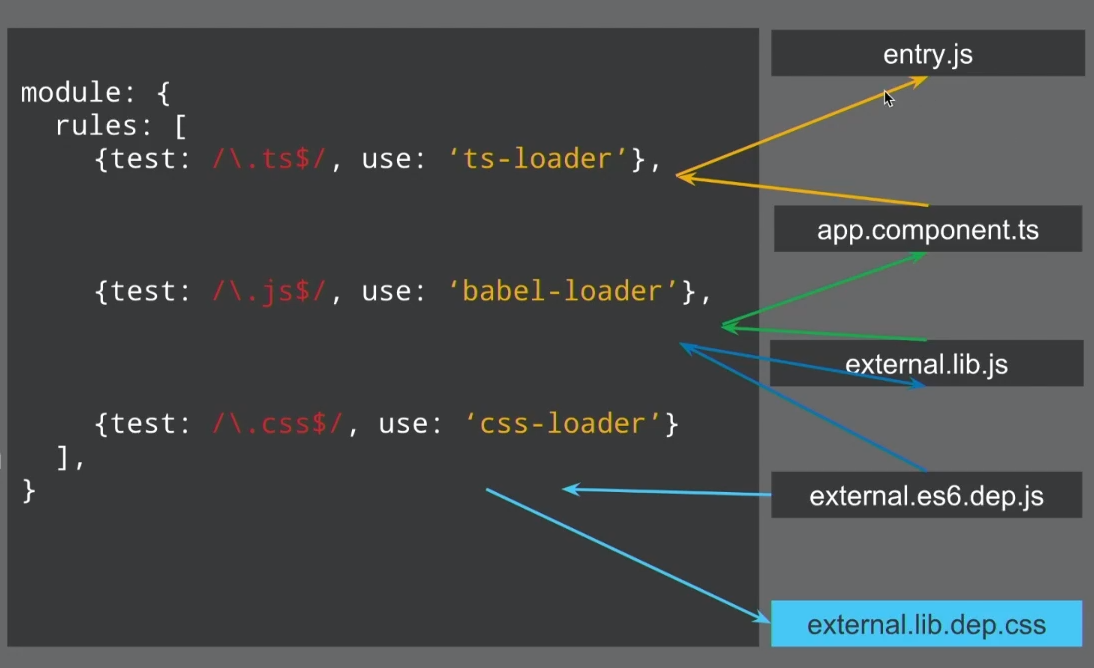 module: {
rules: [
{test: /\.ts$/, use: ‘ts-loader’},
{test: /\.js$/, use: ‘babel-loader’},
{test: /\.css$/, use: ‘css-loader’}
],
}
entry.js
app.component.ts
external.lib.js
external.es6.dep.js
external.lib.dep.css